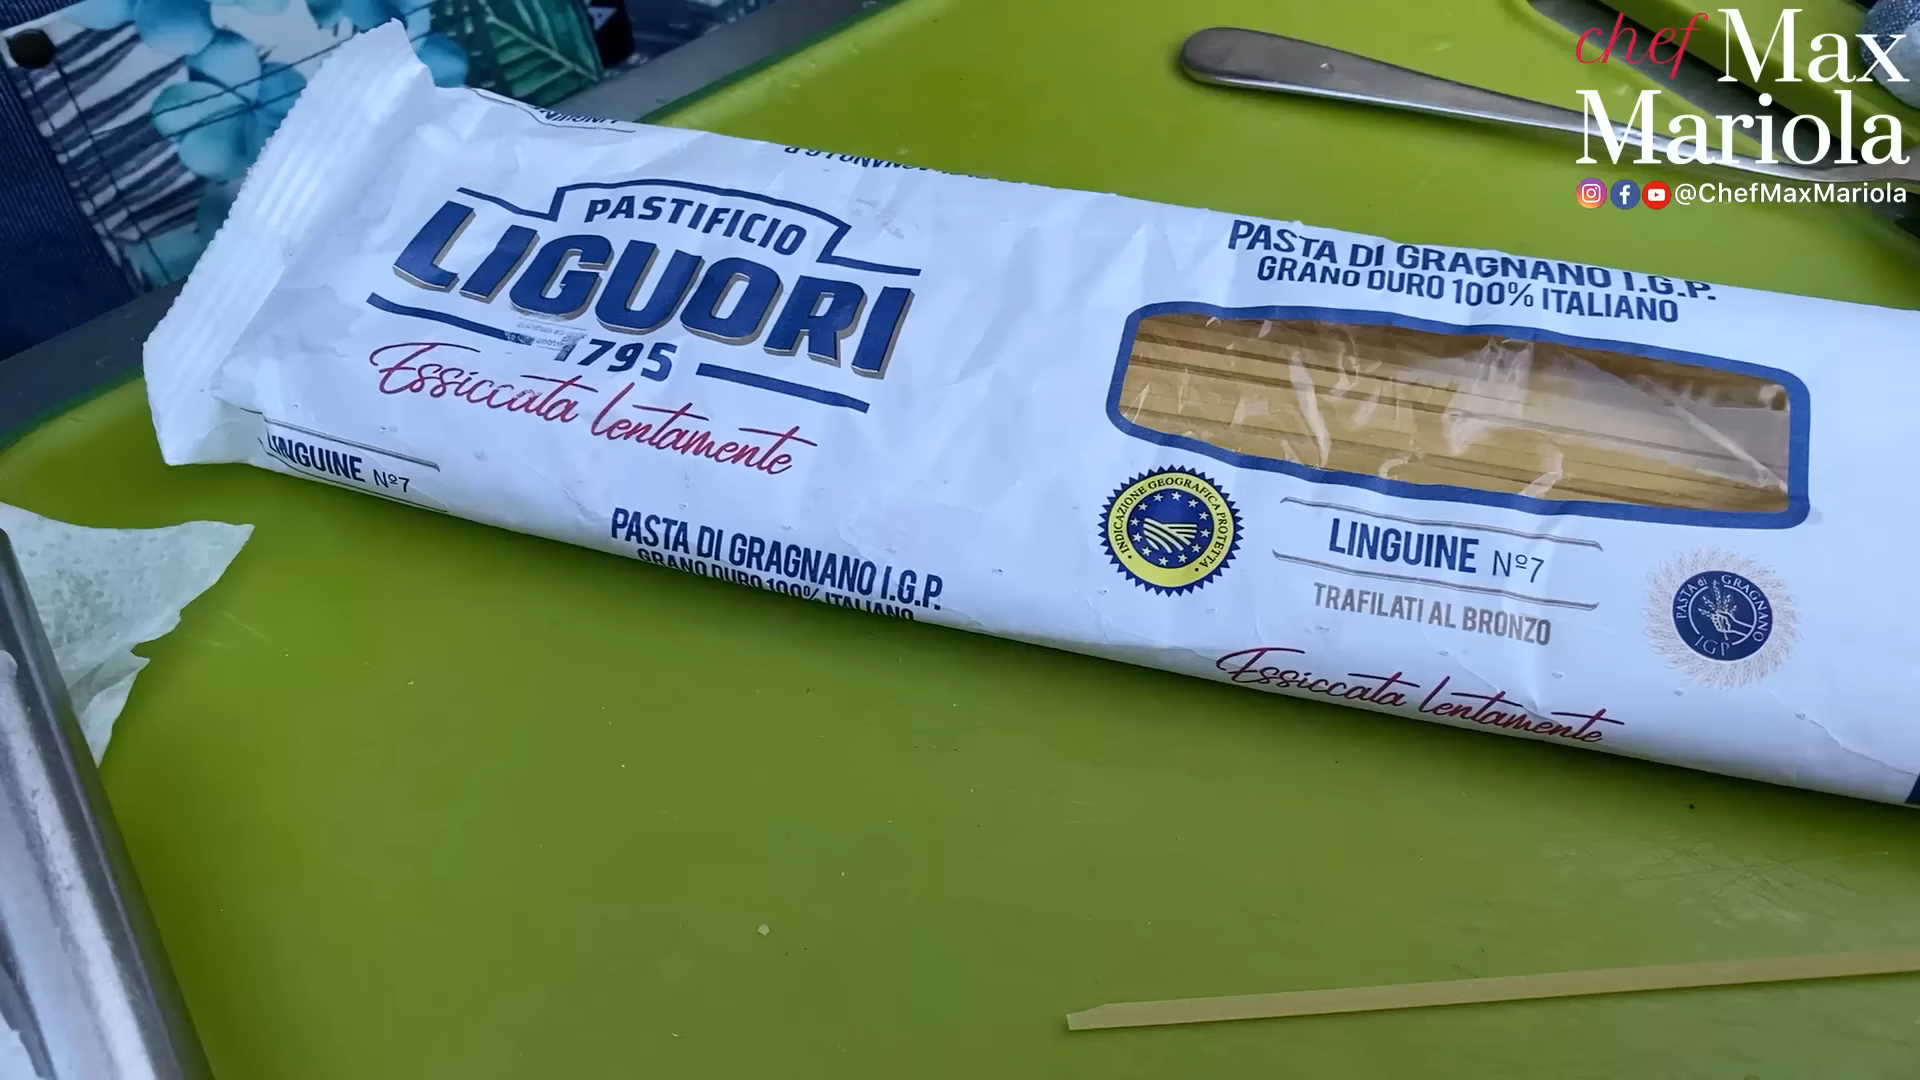 chef Max
Mariola
@ChefMaxMariola
PASTIFICIO
LIGUORI
1795
Essiccata lentamente
LINGUINE Nº7
PASTA DI GRAGNANO I.G.P.
GRANO DURO 100% ITALIANO
PASTA DI GRAGNANO I.G.P.
GRANO DURO 100% ITALIANO
INDICAZIONE GEOGRAFICA PROTETTA
LINGUINE Nº7
TRAFILATI AL BRONZO
PASTA di GRAGNANO
IGP
Essiccata lentamente